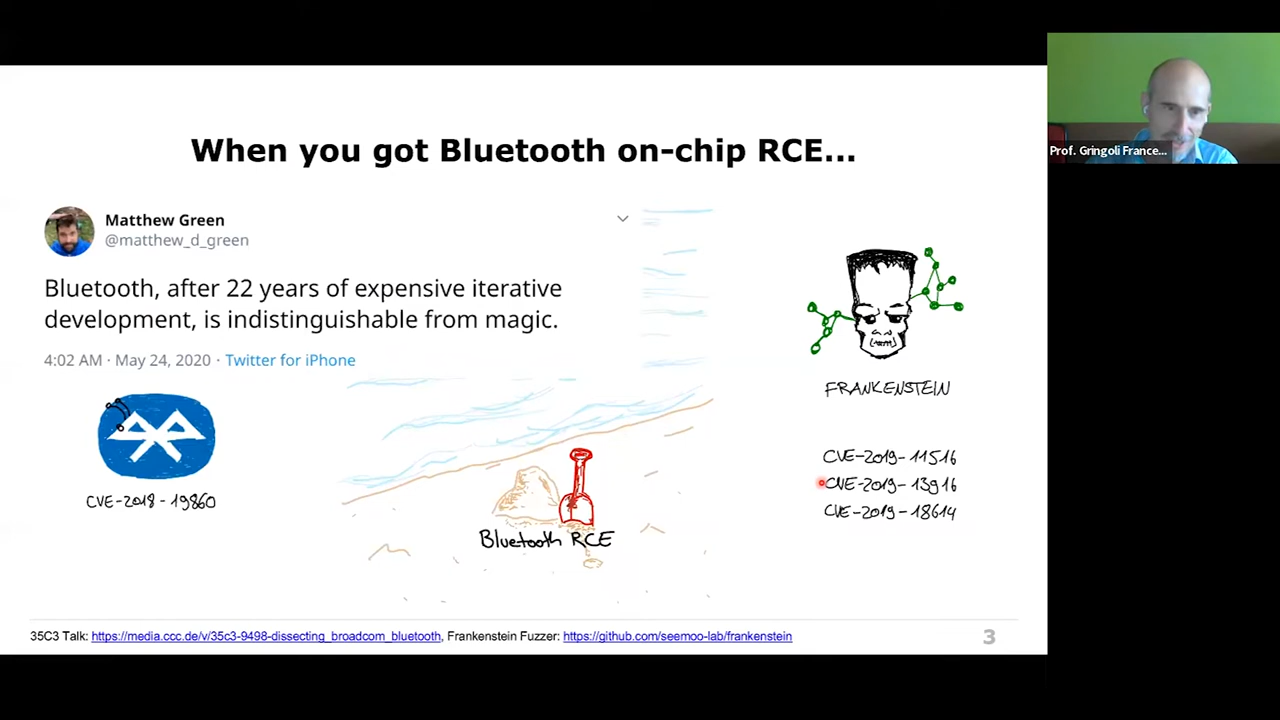 When you got Bluetooth on-chip RCE...
Matthew Green
@matthew_d_green
Bluetooth, after 22 years of expensive iterative
development, is indistinguishable from magic.
4:02 AM · May 24, 2020 · Twitter for iPhone
CVE-2018-19860
Bluetooth RCE
FRANKENSTEIN
CVE-2019-11516
CVE-2019-13916
CVE-2019-18614
35C3 Talk: https://media.ccc.de/v/35c3-9498-dissecting_broadcom_bluetooth, Frankenstein Fuzzer: https://github.com/seemoo-lab/frankenstein
3
Prof. Gringoli France...